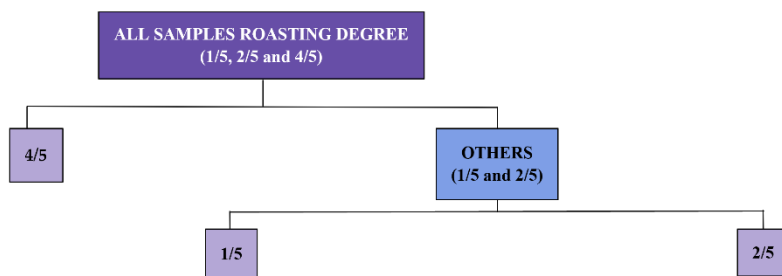 ALL SAMPLES ROASTING DEGREE
(1/5, 2/5 and 4/5)
4/5
OTHERS
(1/5 and 2/5)
1/5
2/5